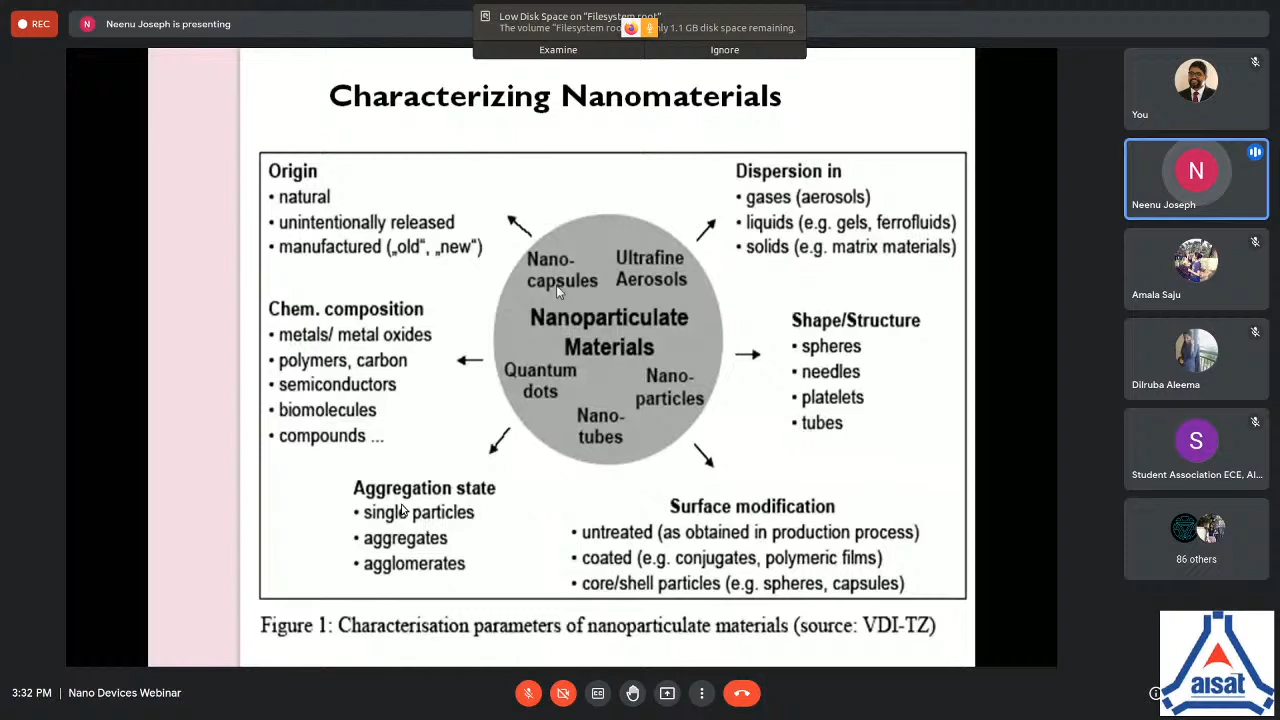 REC
Neenu Joseph is presenting
Low Disk Space on "Filesystem root"
The volume "Filesystem roo nly 1.1 GB disk space remaining.
Examine
Ignore
Characterizing Nanomaterials
Origin
• natural
• unintentionally released
• manufactured („old“, „new“)
Dispersion in
• gases (aerosols)
• liquids (e.g. gels, ferrofluids)
• solids (e.g. matrix materials)
Nano-
capsules
Ultrafine
Aerosols
Nanoparticulate
Materials
Quantum
dots
Nano-
particles
Nano-
tubes
Chem. composition
• metals/ metal oxides
• polymers, carbon
• semiconductors
• biomolecules
• compounds ...
Shape/Structure
• spheres
• needles
• platelets
• tubes
Aggregation state
• single particles
• aggregates
• agglomerates
Surface modification
• untreated (as obtained in production process)
• coated (e.g. conjugates, polymeric films)
• core/shell particles (e.g. spheres, capsules)
Figure 1: Characterisation parameters of nanoparticulate materials (source: VDI-TZ)
You
N
Neenu Joseph
Amala Saju
Dilruba Aleema
S
Student Association ECE, AI...
86 others
3:32 PM | Nano Devices Webinar
aisat